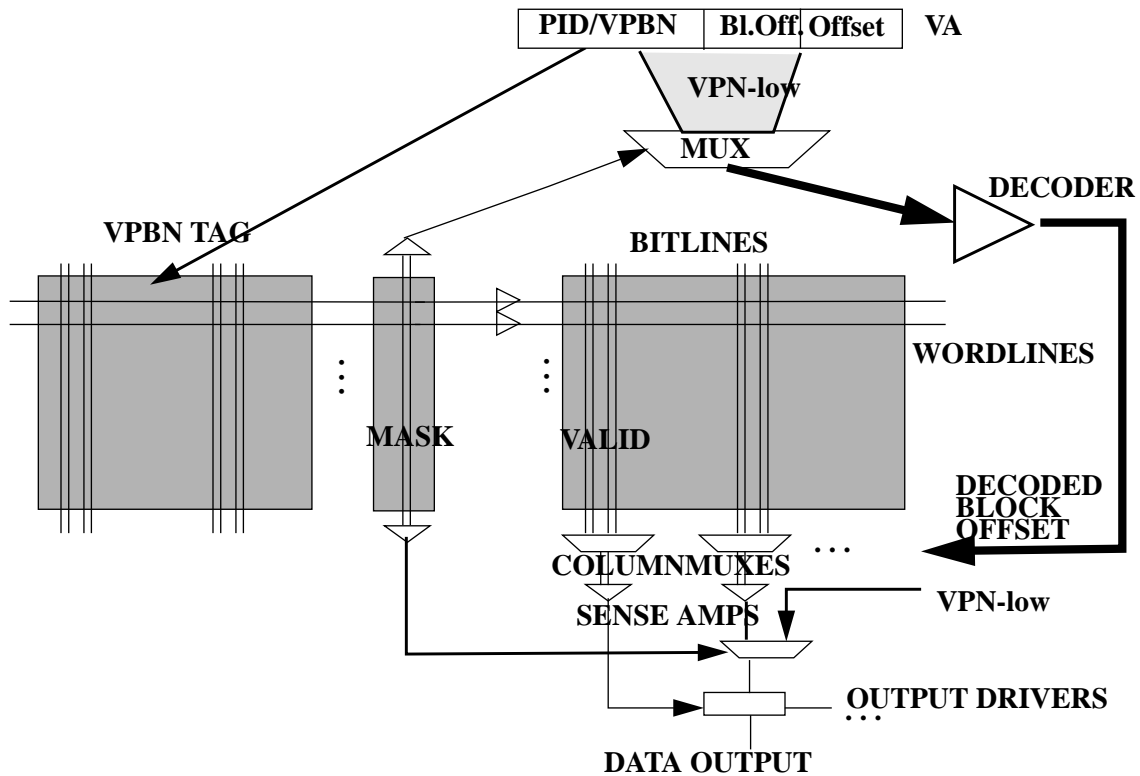 PID/VPBN Bl.Off. Offset VA
VPN-low
MUX
DECODER
VPBN TAG
BITLINES
WORDLINES
MASK
VALID
DECODED
BLOCK
OFFSET
COLUMNMUXES
VPN-low
SENSE AMPS
OUTPUT DRIVERS
DATA OUTPUT